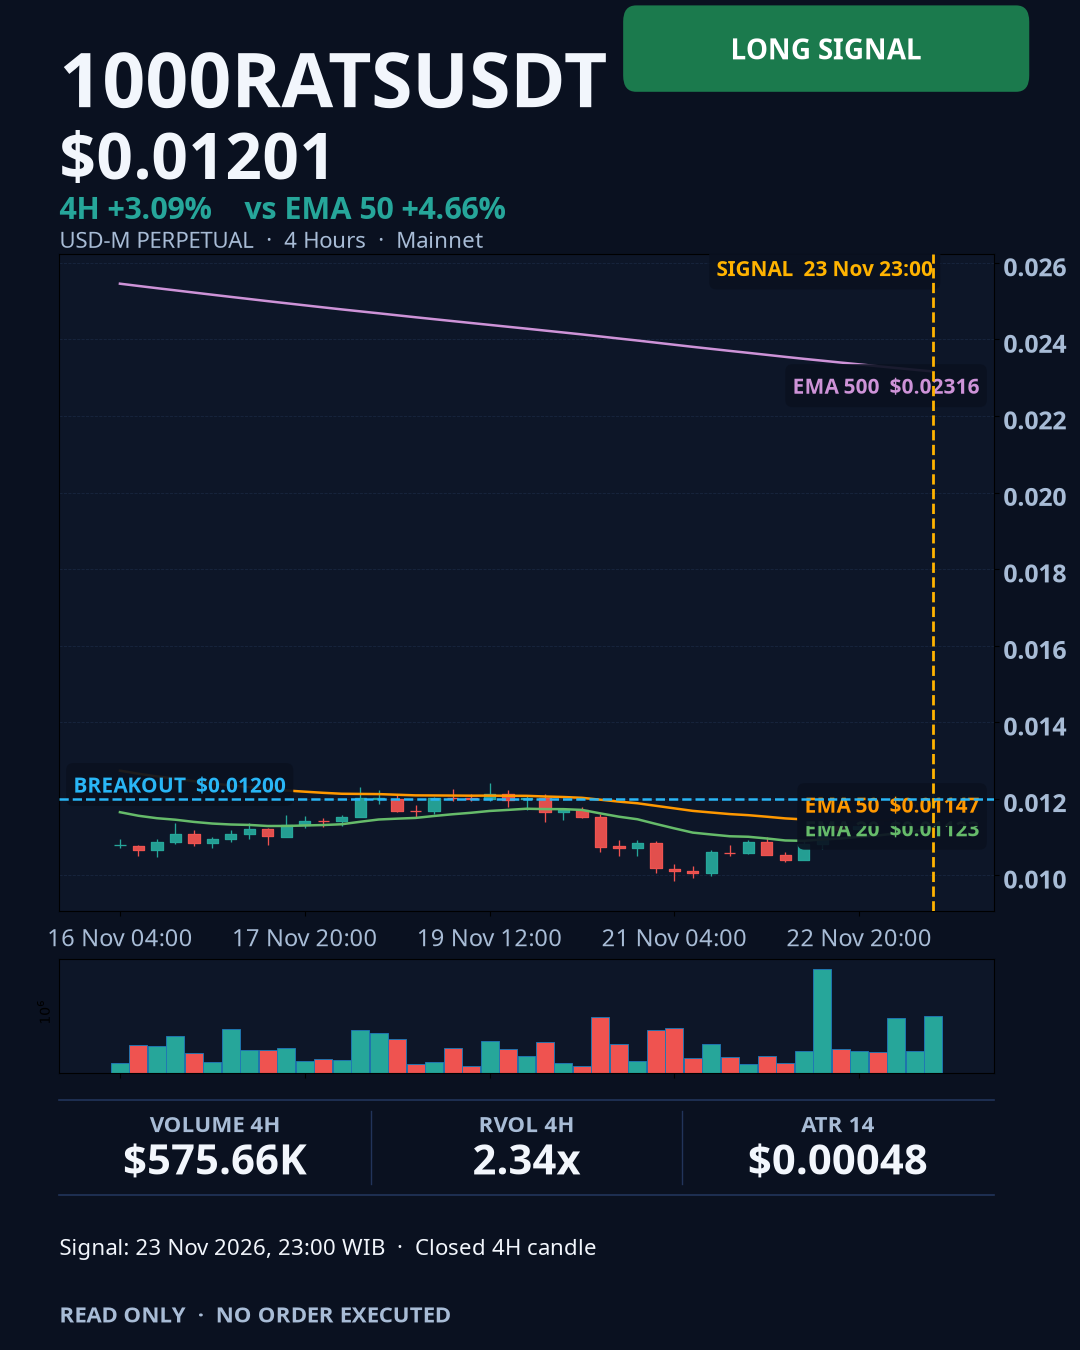 LONG SIGNAL
1000RATSUSDT
$0.01201
4H +3.09% vs EMA 50 +4.66%
USD-M PERPETUAL · 4 Hours · Mainnet
SIGNAL 23 Nov 23:00
0.026
0.024
EMA 500 $0.02316
0.022
0.020
0.018
0.016
0.014
BREAKOUT $0.01200
0.012
EMA 50 $0.01147
EMA 20 $0.01123
0.010
16 Nov 04:00 17 Nov 20:00 19 Nov 12:00 21 Nov 04:00 22 Nov 20:00
10⁶
VOLUME 4H RVOL 4H ATR 14
$575.66K 2.34x $0.00048
Signal: 23 Nov 2026, 23:00 WIB · Closed 4H candle
READ ONLY · NO ORDER EXECUTED